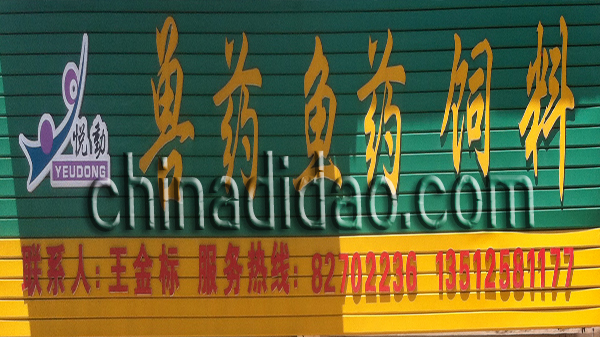 兽药鱼药饲料
悦動
YEUDONG
chinadidao.com
联系人:王金标 服务热线:82702236 13512581177